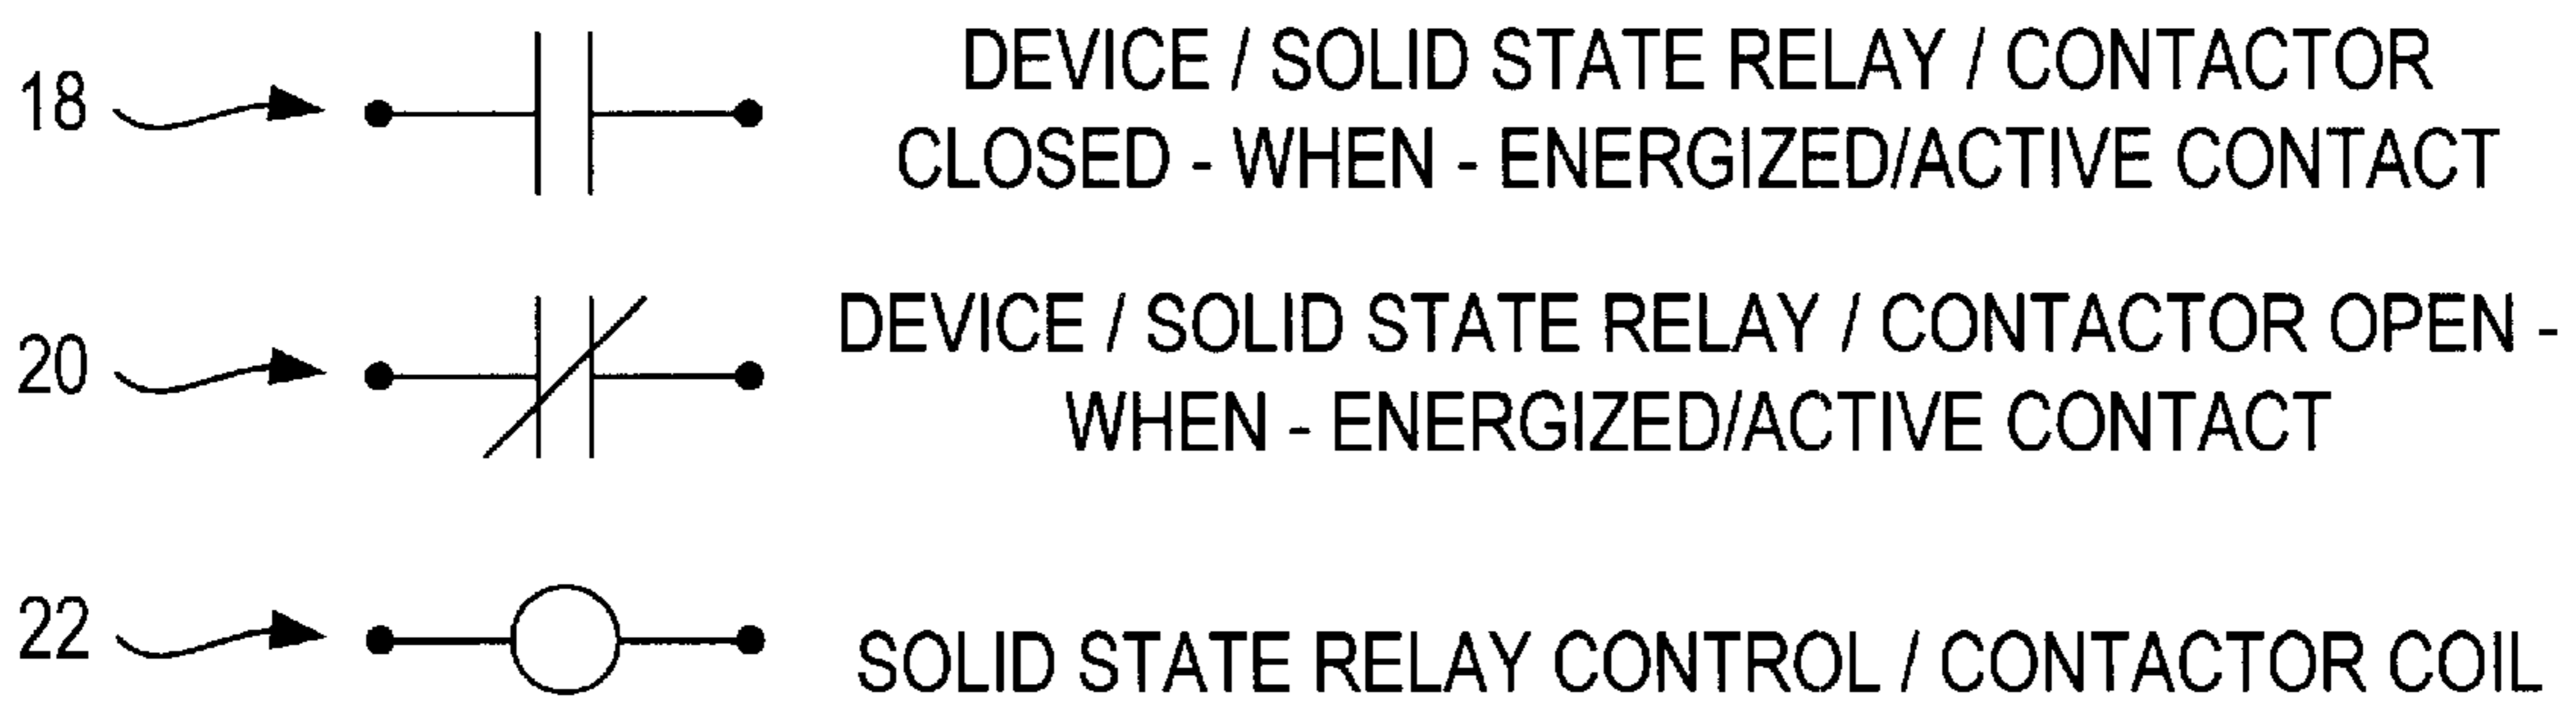 18 DEVICE / SOLID STATE RELAY / CONTACTOR
CLOSED - WHEN - ENERGIZED/ACTIVE CONTACT
20 DEVICE / SOLID STATE RELAY / CONTACTOR OPEN -
WHEN - ENERGIZED/ACTIVE CONTACT
22 SOLID STATE RELAY CONTROL / CONTACTOR COIL